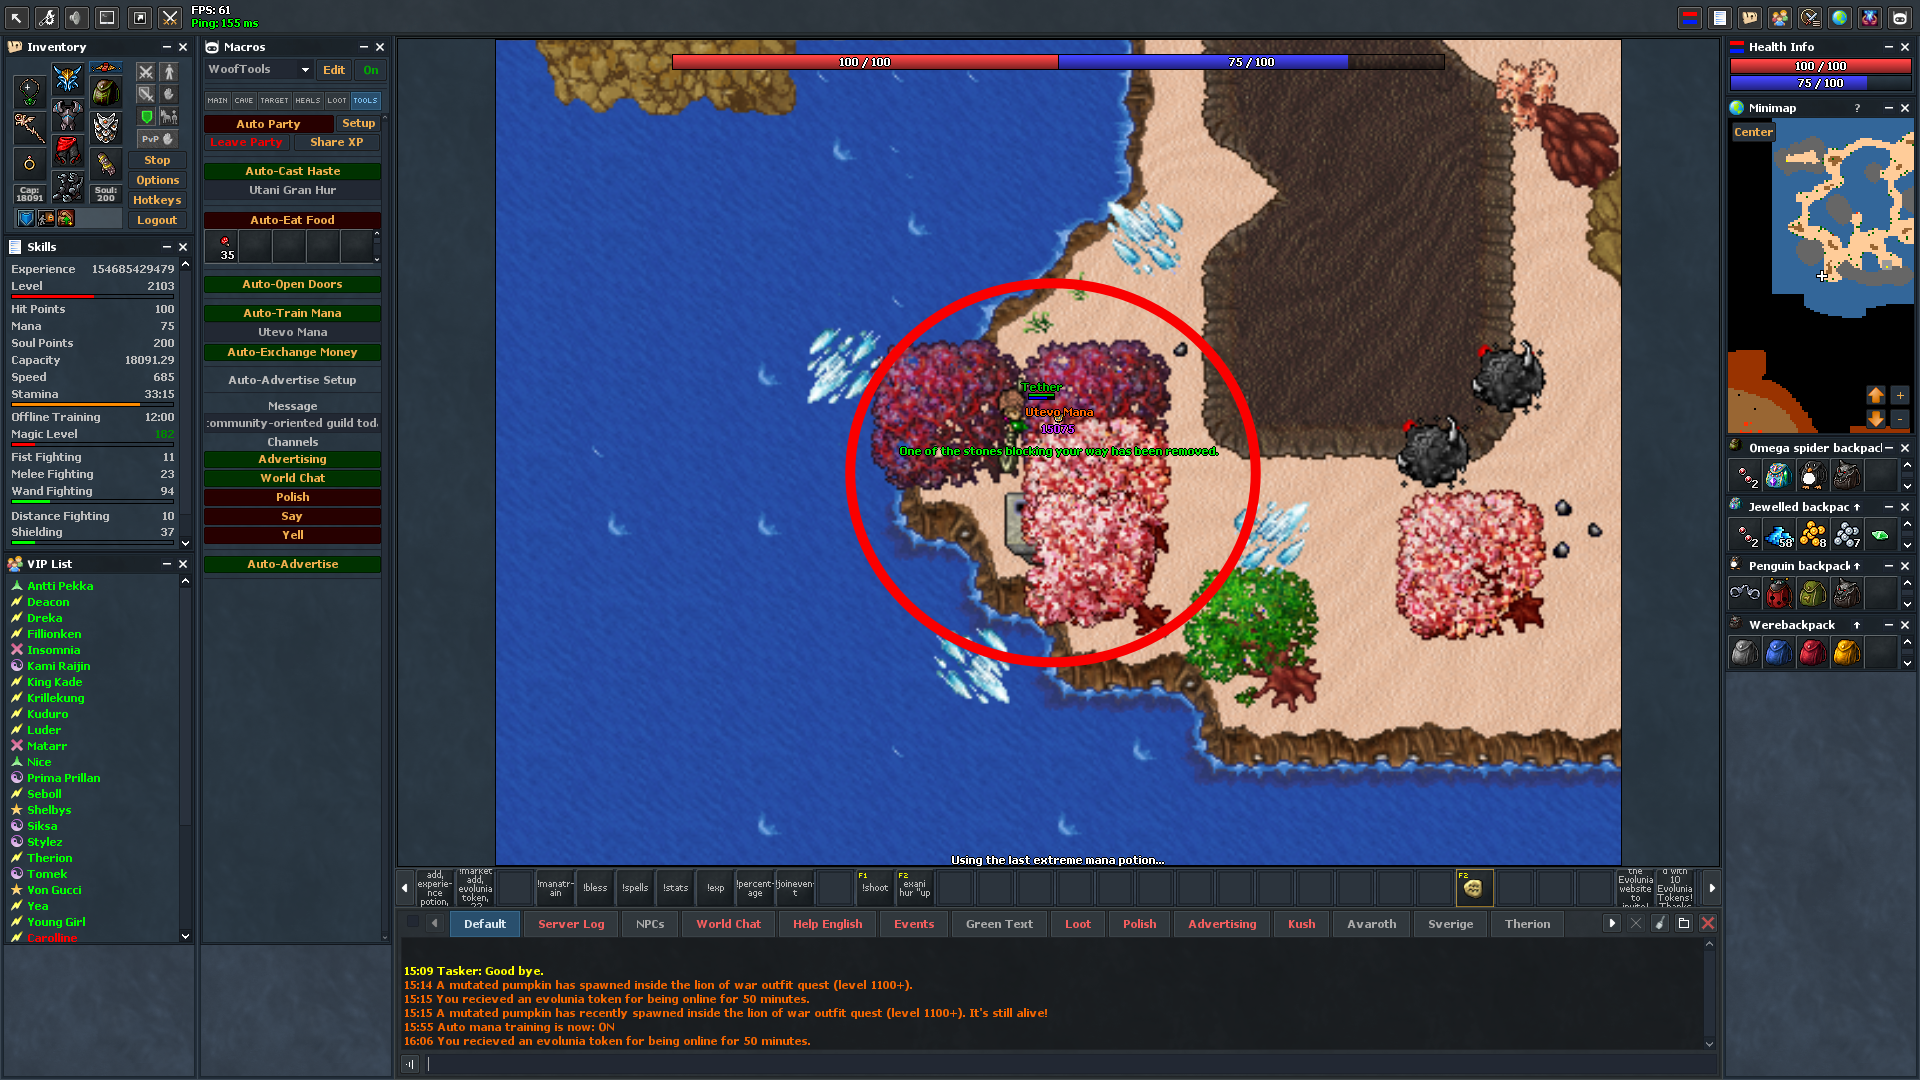 FPS: 61
Ping: 155 ms
Inventory
PvP
Stop
Options
Hotkeys
Logout
Cap:
18091
Soul:
200
Skills
Experience 154685429479
Level 2103
Hit Points 100
Mana 75
Soul Points 200
Capacity 18091.29
Speed 685
Stamina 33:15
Offline Training 12:00
Magic Level 182
Fist Fighting 11
Melee Fighting 23
Wand Fighting 94
Distance Fighting 10
Shielding 37
VIP List
Antti Pekka
Deacon
Dreka
Fillionken
Insomnia
Kami Raijin
King Kade
Krillekung
Kuduro
Luder
Matarr
Nice
Prima Prillan
Seboll
Shelbys
Siksa
Stylez
Therion
Tomek
Von Gucci
Yea
Young Girl
Carolline
Macros
WoofTools Edit On
MAIN CAVE TARGET HEALS LOOT TOOLS
Auto Party Setup
Leave Party Share XP
Auto-Cast Haste
Utani Gran Hur
Auto-Eat Food
35
Auto-Open Doors
Auto-Train Mana
Utevo Mana
Auto-Exchange Money
Auto-Advertise Setup
Message
:ommunity-oriented guild tod
Channels
Advertising
World Chat
Polish
Say
Yell
Auto-Advertise
100 / 100 75 / 100
Tether
Utevo Mana
15075
One of the stones blocking your way has been removed.
Using the last extreme mana potion...
add,
experie-
nce
potion,
!market
add,
evolunia
token,
!manatr-
ain
!bless
!spells
!stats
!exp
!percent-
age
!joineven-
t
F1
!shoot
F2
exani
hur "up
F2
the
Evolunia
website
to
invite!
d with
10
Evolunia
Tokens!
Thanks
Default Server Log NPCs World Chat Help English Events Green Text Loot Polish Advertising Kush Avaroth Sverige Therion
15:09 Tasker: Good bye.
15:14 A mutated pumpkin has spawned inside the lion of war outfit quest (level 1100+).
15:15 You recieved an evolunia token for being online for 50 minutes.
15:15 A mutated pumpkin has recently spawned inside the lion of war outfit quest (level 1100+). It's still alive!
15:55 Auto mana training is now: ON
16:06 You recieved an evolunia token for being online for 50 minutes.
Health Info
100 / 100
75 / 100
Minimap ?
Center
Omega spider backpac
2
Jewelled backpac
2 58 8 7
Penguin backpack
Werebackpack